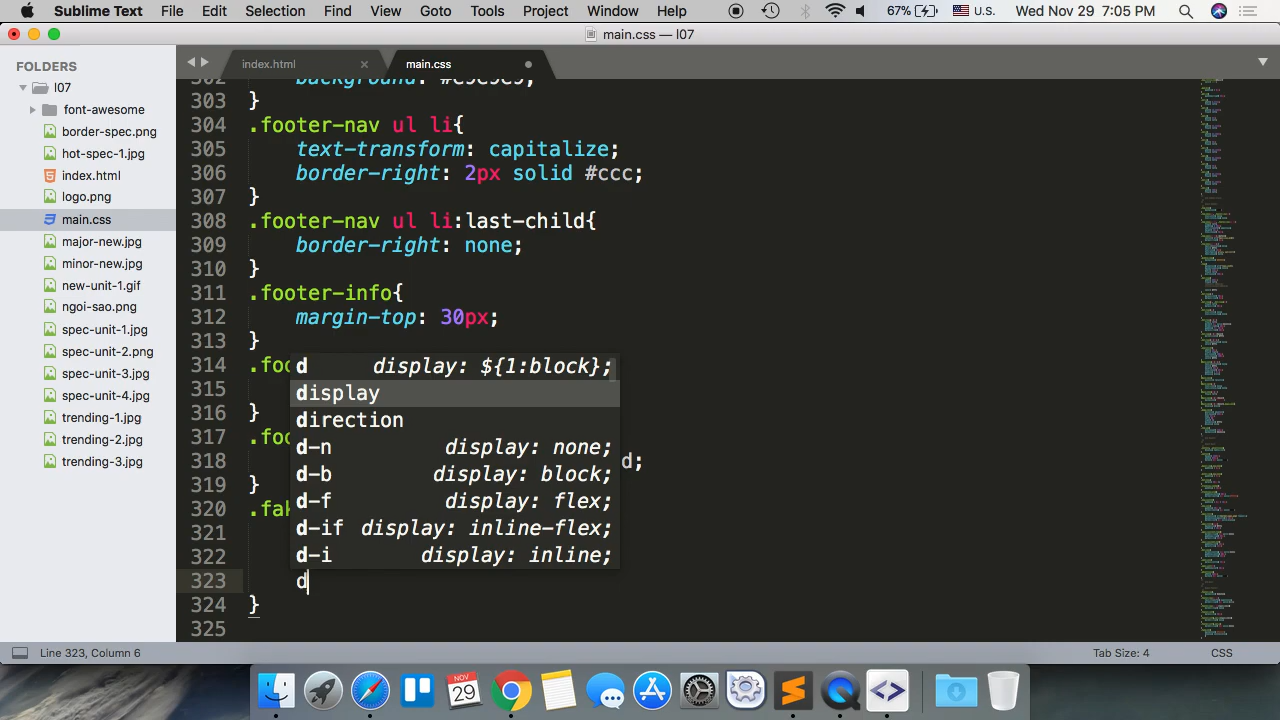 Sublime Text File Edit Selection Find View Goto Tools Project Window Help 67% U.S. Wed Nov 29 7:05 PM
main.css — l07
FOLDERS
l07
font-awesome
border-spec.png
hot-spec-1.jpg
index.html
logo.png
main.css
major-new.jpg
minor-new.jpg
new-unit-1.gif
ngoi-sao.png
spec-unit-1.jpg
spec-unit-2.png
spec-unit-3.jpg
spec-unit-4.jpg
trending-1.jpg
trending-2.jpg
trending-3.jpg
index.html × main.css
302 background: #e9e9e9;
303 }
304 .footer-nav ul li{
305 text-transform: capitalize;
306 border-right: 2px solid #ccc;
307 }
308 .footer-nav ul li:last-child{
309 border-right: none;
310 }
311 .footer-info{
312 margin-top: 30px;
313 }
314 .foo
315
316 }
317 .foo
318 d;
319 }
320 .fak
321
322
323 d
324 }
325
d display: ${1:block};
display
direction
d-n display: none;
d-b display: block;
d-f display: flex;
d-if display: inline-flex;
d-i display: inline;
Line 323, Column 6 Tab Size: 4 CSS
NOV
29